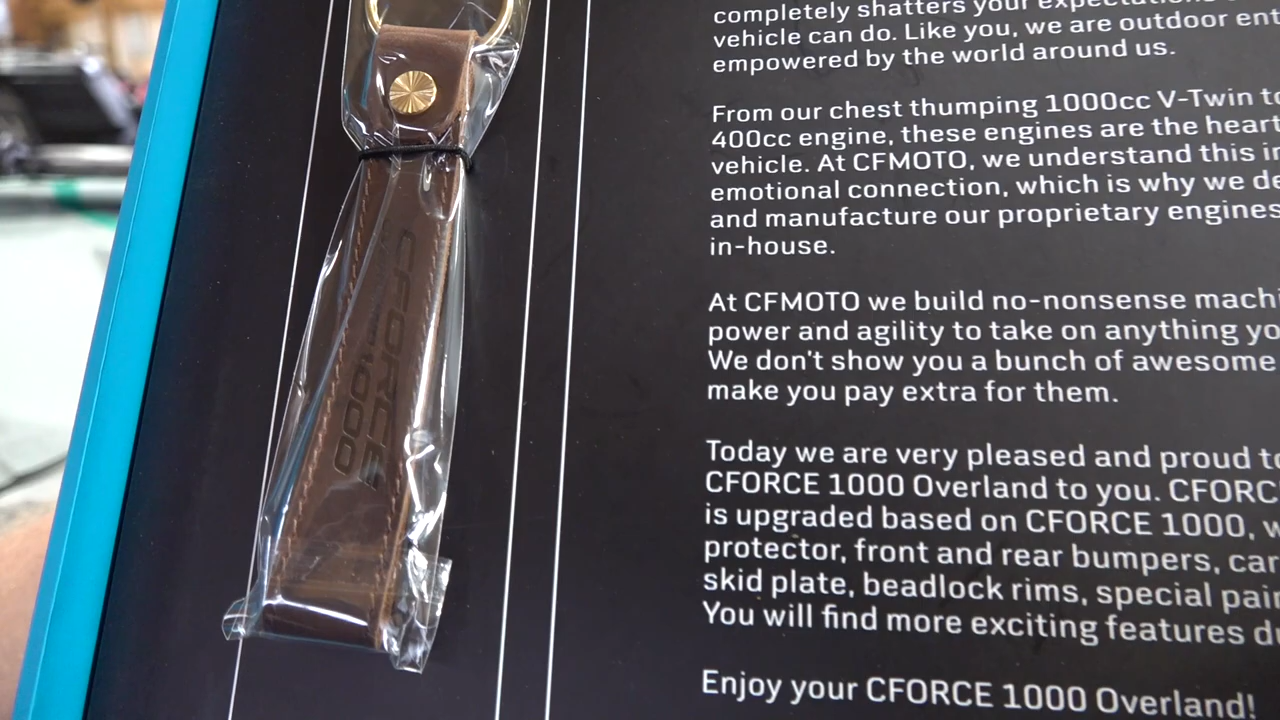 completely shatters your expectations
vehicle can do. Like you, we are outdoor
empowered by the world around us.
From our chest thumping 1000cc V-Twin to
400cc engine, these engines are the heart
vehicle. At CFMOTO, we understand this
emotional connection, which is why we
and manufacture our proprietary engines
in-house.
At CFMOTO we build no-nonsense
power and agility to take on anything
We don't show you a bunch of awesome
make you pay extra for them.
Today we are very pleased and proud to
CFORCE 1000 Overland to you.
is upgraded based on CFORCE 1000,
protector, front and rear bumpers,
skid plate, beadlock rims, special
You will find more exciting features
Enjoy your CFORCE 1000 Overland!
CFORCE
1000